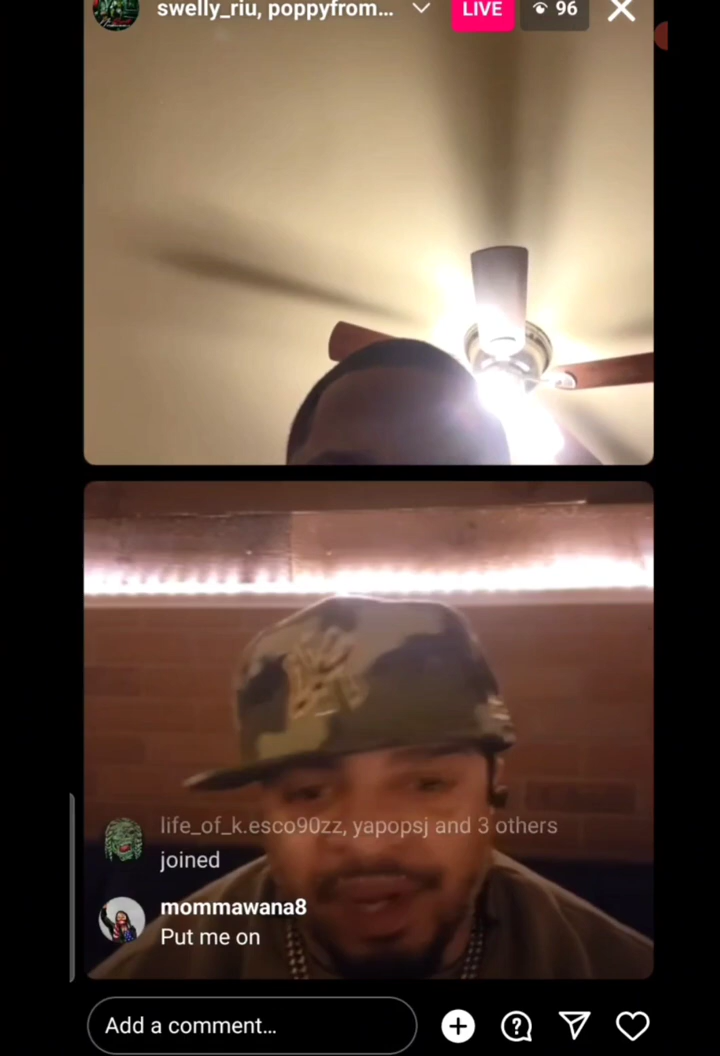 swelly_riu, poppyfrom...
LIVE
96
life_of_k.esco90zz, yapopsj and 3 others
joined
mommawana8
Put me on
Add a comment...